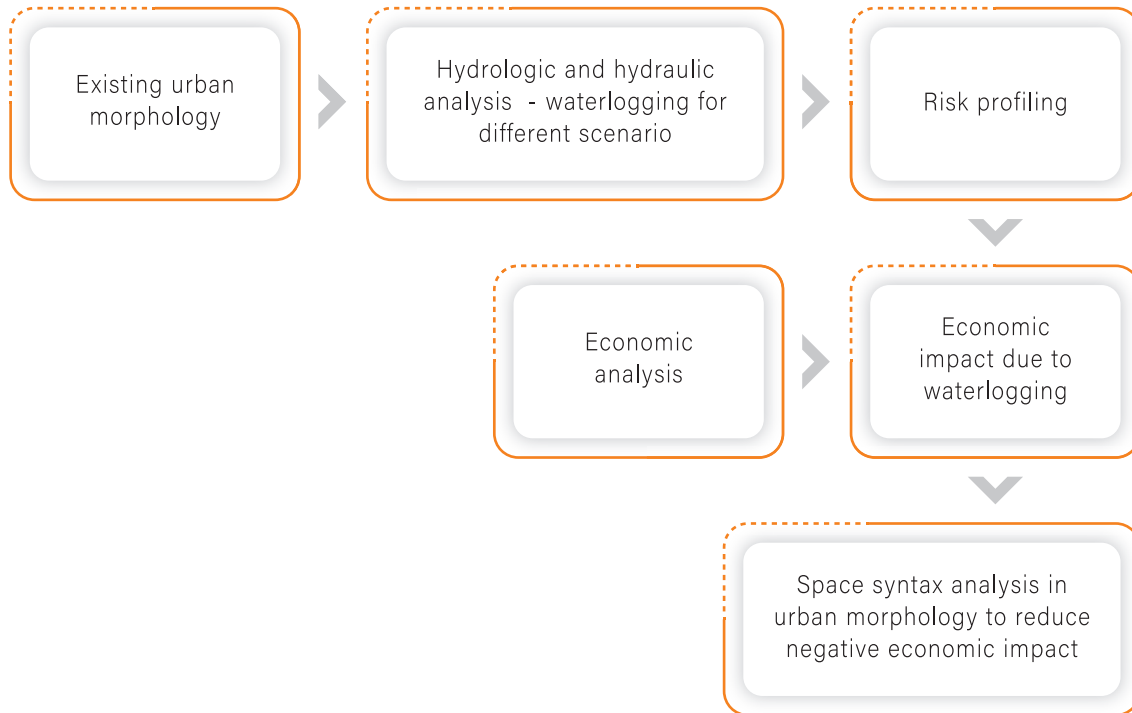 Existing urban
morphology
Hydrologic and hydraulic
analysis - waterlogging for
different scenario
Risk profiling
Economic
analysis
Economic
impact due to
waterlogging
Space syntax analysis in
urban morphology to reduce
negative economic impact